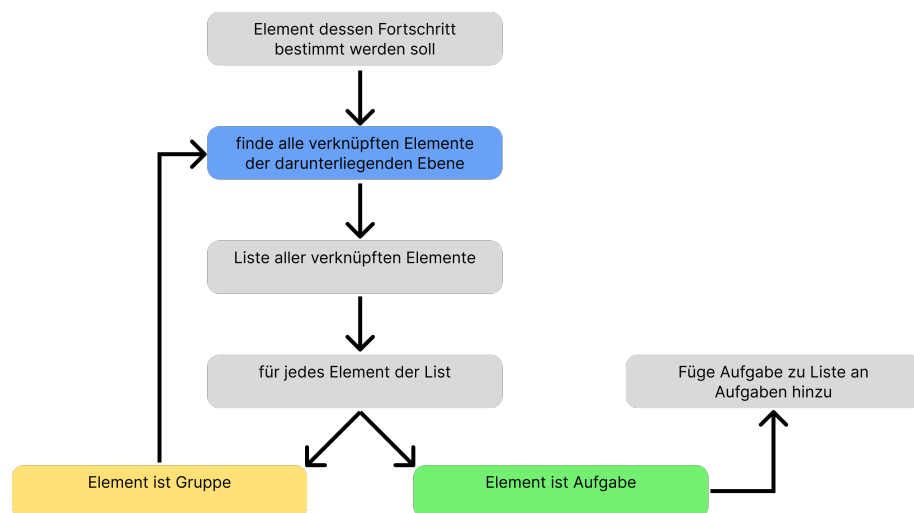 Element dessen Fortschritt
bestimmt werden soll
finde alle verknüpften Elemente
der darunterliegenden Ebene
Liste aller verknüpften Elemente
für jedes Element der List
Füge Aufgabe zu Liste an
Aufgaben hinzu
Element ist Gruppe
Element ist Aufgabe